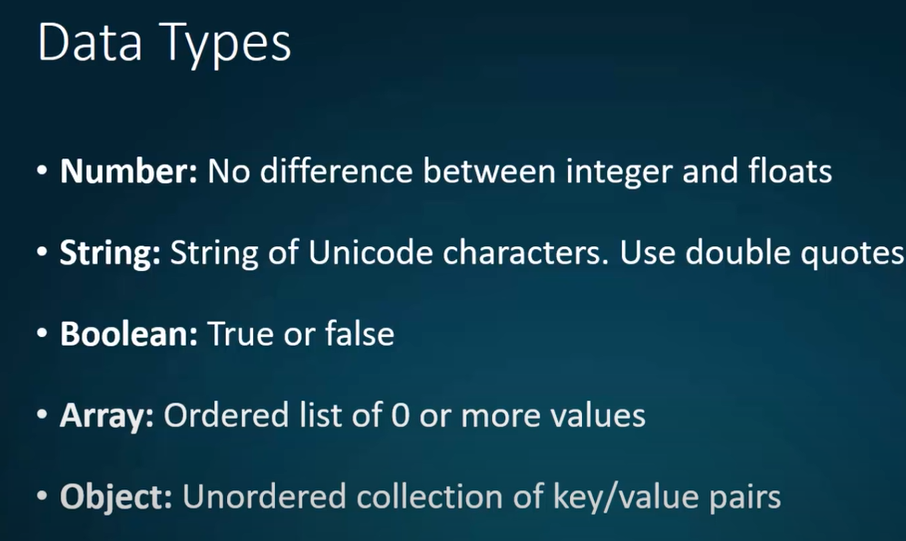 Data Types
• Number: No difference between integer and floats
• String: String of Unicode characters. Use double quotes
• Boolean: True or false
• Array: Ordered list of 0 or more values
• Object: Unordered collection of key/value pairs